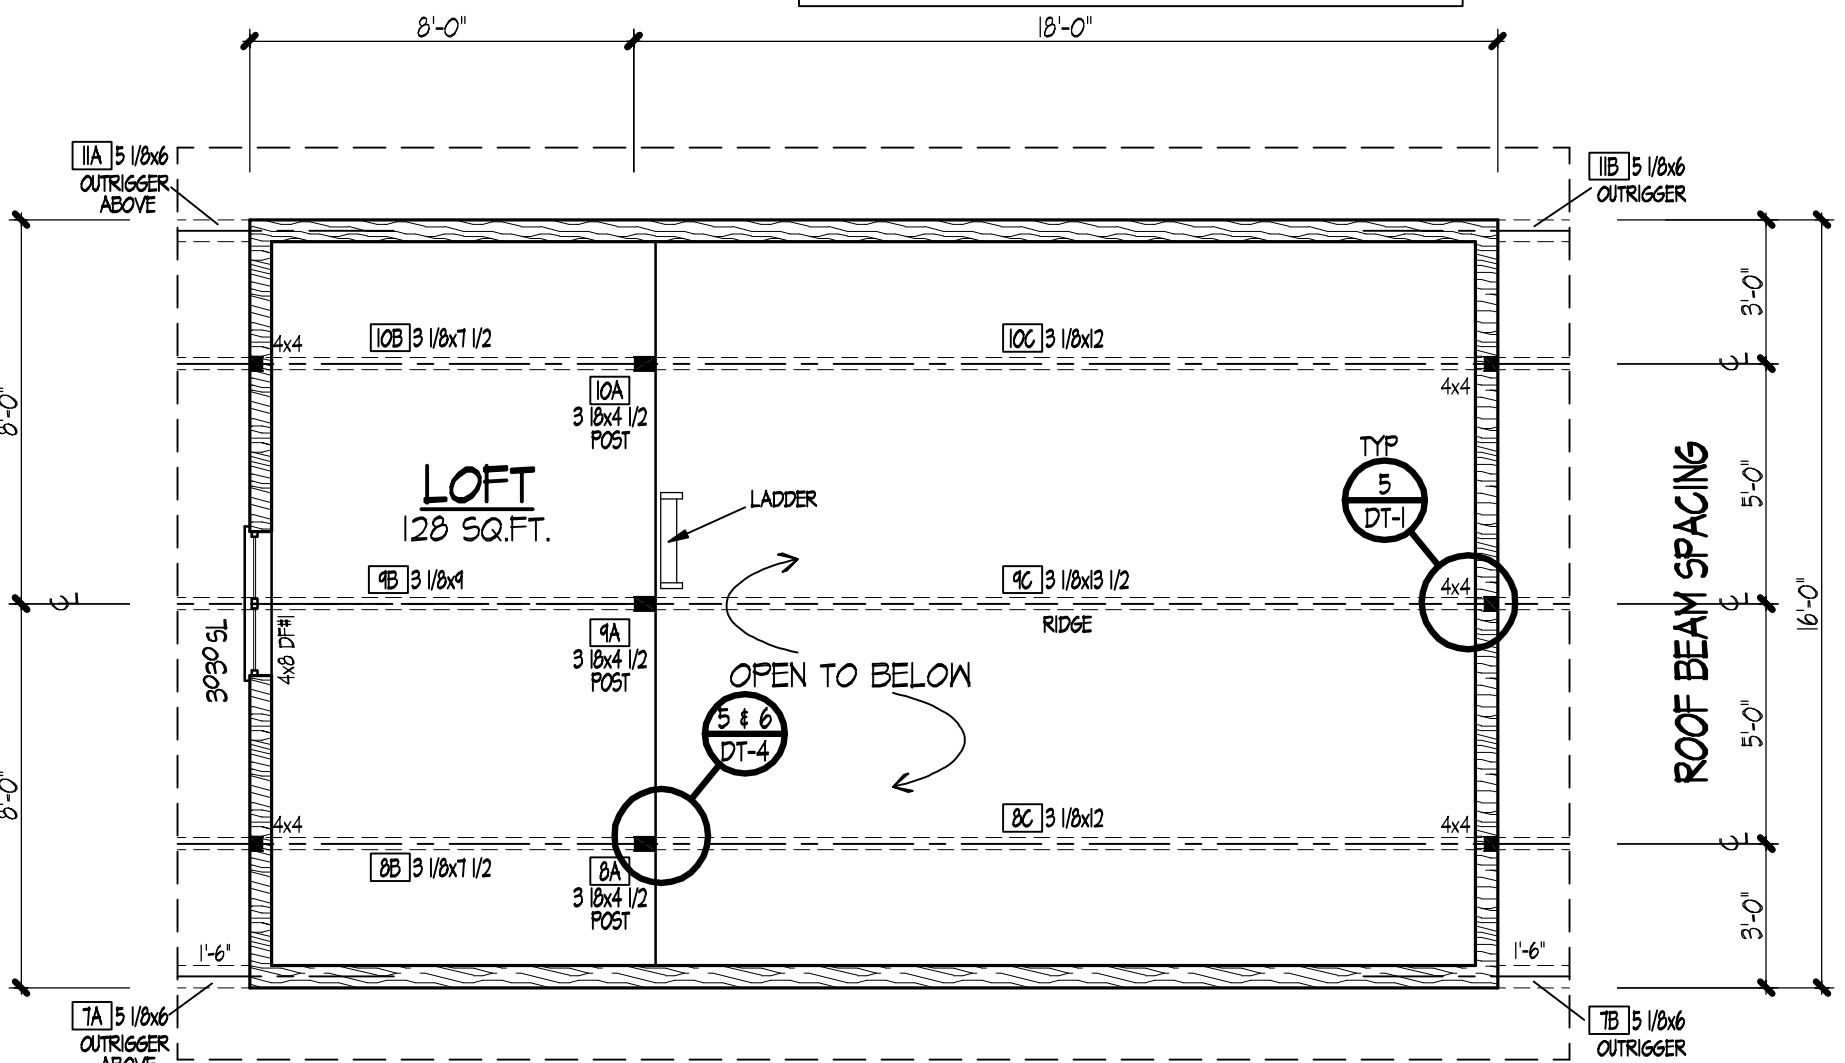 8'-0"
18'-0"
11A 5 1/8x6
OUTRIGGER
ABOVE
11B 5 1/8x6
OUTRIGGER
4x4
10B 3 1/8x7 1/2
10C 3 1/8x12
3'-0"
10A
3 18x4 1/2
POST
4x4
8'-0"
LOFT
128 SQ.FT.
LADDER
TYP
5
DT-1
5'-0"
ROOF BEAM SPACING
9B 3 1/8x9
9C 3 1/8x13 1/2
4x4
RIDGE
16'-0"
3030 SL
4x8 DF#1
9A
3 18x4 1/2
POST
OPEN TO BELOW
5 & 6
DT-4
5'-0"
8'-0"
4x4
8C 3 1/8x12
4x4
8B 3 1/8x7 1/2
8A
3 18x4 1/2
POST
3'-0"
1'-6"
1'-6"
7A 5 1/8x6
OUTRIGGER
ABOVE
7B 5 1/8x6
OUTRIGGER